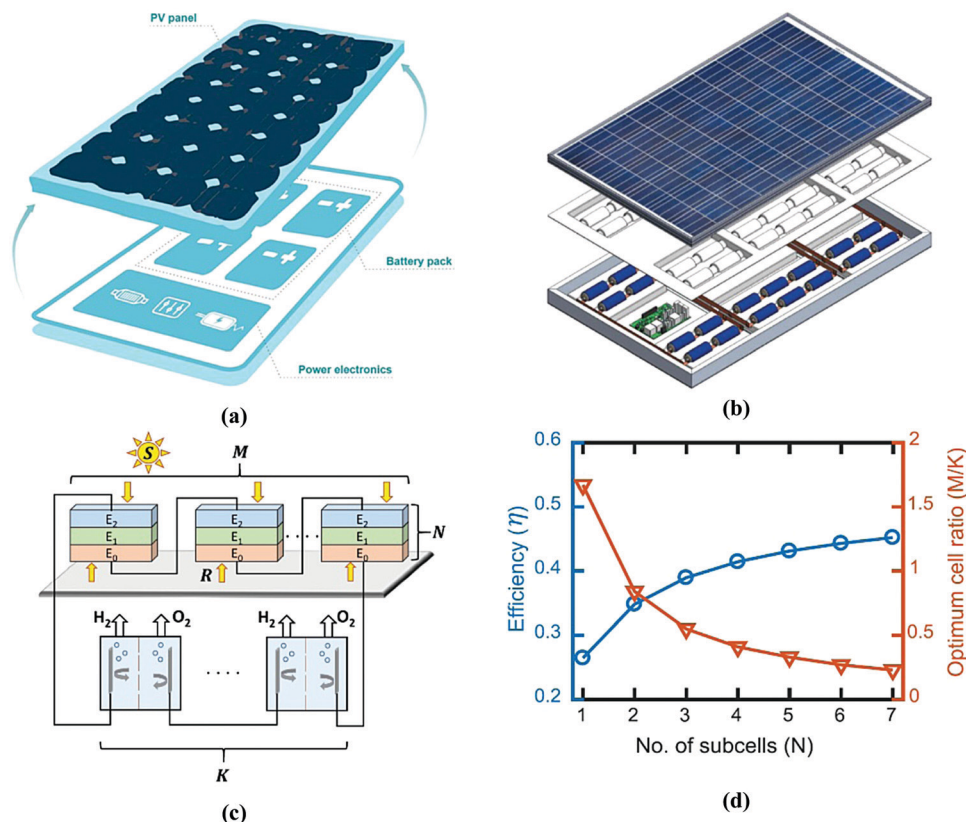 PV panel
Battery pack
Power electronics
(a)
(b)
S
M
E₂
E₁
E₀
E₂
E₁
E₀
E₂
E₁
E₀
N
R
H₂
O₂
H₂
O₂
K
(c)
0.6
0.5
0.4
0.3
0.2
Efficiency (η)
2
1.5
1
0.5
0
Optimum cell ratio (M/K)
1 2 3 4 5 6 7
No. of subcells (N)
(d)